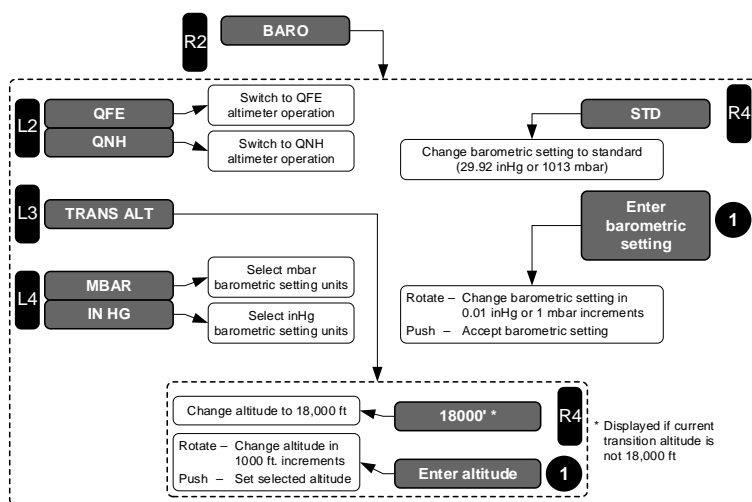 R2
BARO
L2
QFE
Switch to QFE
altimeter operation
QNH
Switch to QNH
altimeter operation
STD
R4
Change barometric setting to standard
(29.92 inHg or 1013 mbar)
L3
TRANS ALT
Enter
barometric
setting
1
L4
MBAR
Select mbar
barometric setting units
IN HG
Select inHg
barometric setting units
Rotate – Change barometric setting in
0.01 inHg or 1 mbar increments
Push – Accept barometric setting
Change altitude to 18,000 ft
18000' *
R4
* Displayed if current
transition altitude is
not 18,000 ft
Rotate – Change altitude in
1000 ft. increments
Push – Set selected altitude
Enter altitude
1